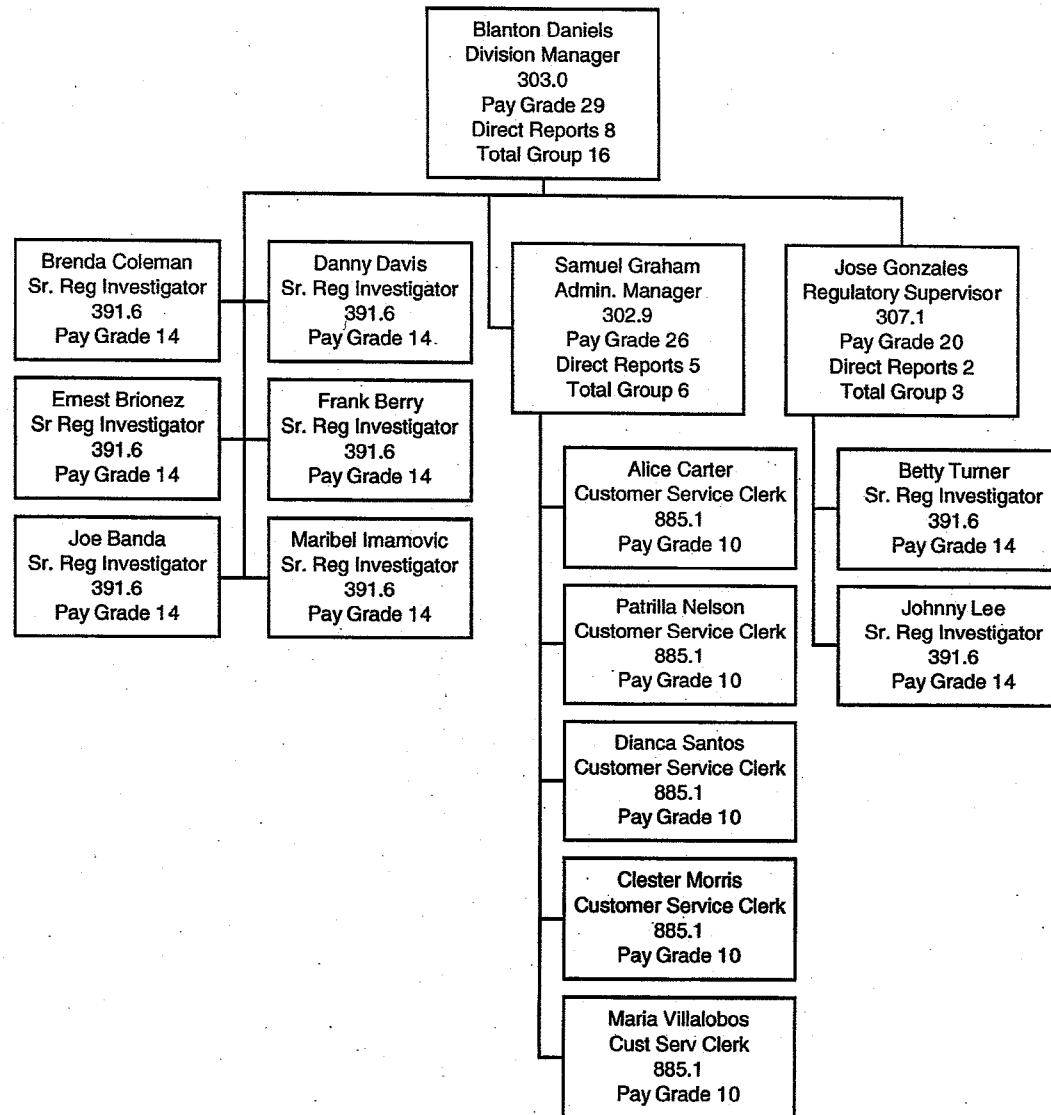 Blanton Daniels
Division Manager
303.0
Pay Grade 29
Direct Reports 8
Total Group 16
Brenda Coleman
Sr. Reg Investigator
391.6
Pay Grade 14
Danny Davis
Sr. Reg Investigator
391.6
Pay Grade 14
Samuel Graham
Admin. Manager
302.9
Pay Grade 26
Direct Reports 5
Total Group 6
Jose Gonzales
Regulatory Supervisor
307.1
Pay Grade 20
Direct Reports 2
Total Group 3
Ernest Brionez
Sr Reg Investigator
391.6
Pay Grade 14
Frank Berry
Sr. Reg Investigator
391.6
Pay Grade 14
Joe Banda
Sr. Reg Investigator
391.6
Pay Grade 14
Maribel Imamovic
Sr. Reg Investigator
391.6
Pay Grade 14
Alice Carter
Customer Service Clerk
885.1
Pay Grade 10
Patrilla Nelson
Customer Service Clerk
885.1
Pay Grade 10
Dianca Santos
Customer Service Clerk
885.1
Pay Grade 10
Clester Morris
Customer Service Clerk
885.1
Pay Grade 10
Maria Villalobos
Cust Serv Clerk
885.1
Pay Grade 10
Betty Turner
Sr. Reg Investigator
391.6
Pay Grade 14
Johnny Lee
Sr. Reg Investigator
391.6
Pay Grade 14